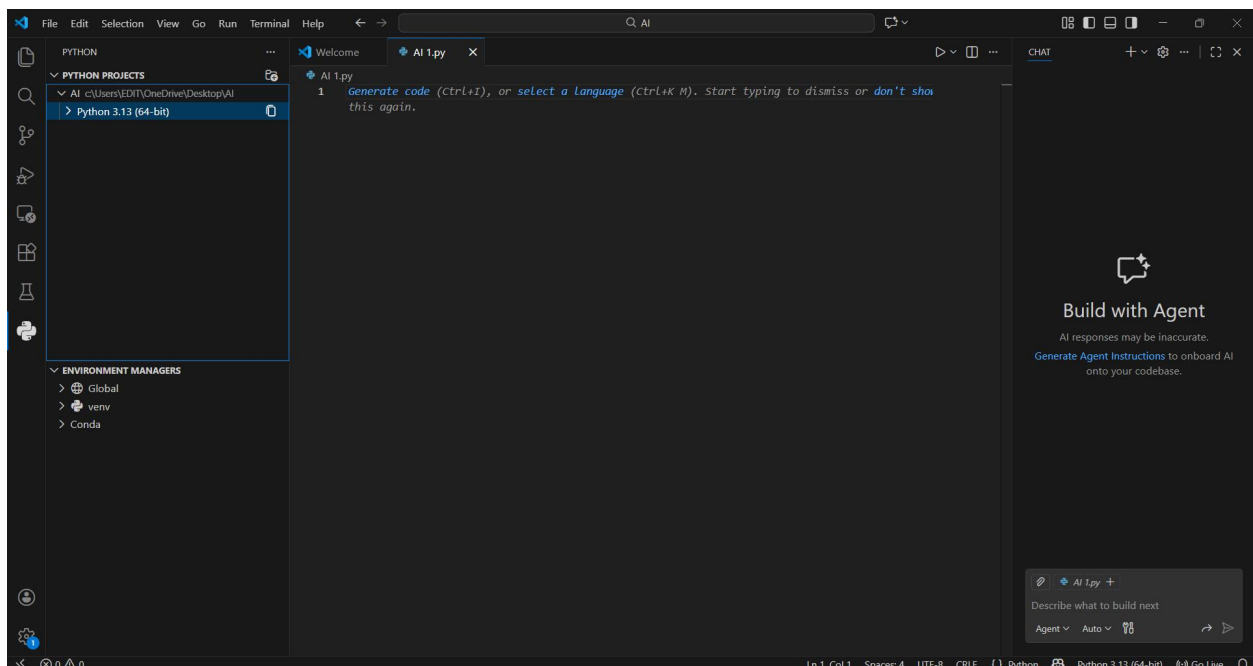 File Edit Selection View Go Run Terminal Help
AI
PYTHON
PYTHON PROJECTS
AI c:\Users\EDIT\OneDrive\Desktop\AI
Python 3.13 (64-bit)
ENVIRONMENT MANAGERS
Global
venv
Conda
Welcome
AI 1.py
AI 1.py
1 Generate code (Ctrl+I), or select a language (Ctrl+K M). Start typing to dismiss or don't show
this again.
CHAT
Build with Agent
AI responses may be inaccurate.
Generate Agent Instructions to onboard AI
onto your codebase.
AI 1.py
Describe what to build next
Agent Auto
1
0 0 Ln 1, Col 1 Spaces: 4 UTF-8 CRLF { } Python Python 3.13 (64-bit) Go Live